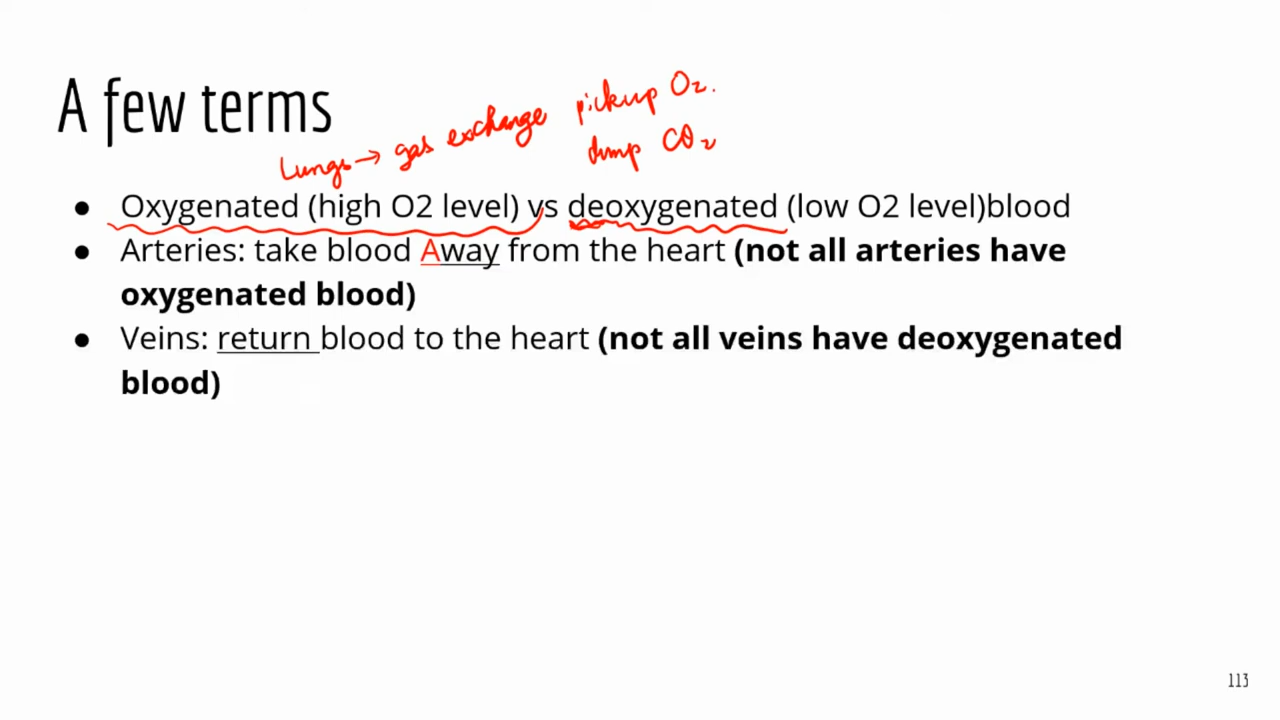 A few terms
Lungs → gas exchange pickup O2.
dump CO2
● Oxygenated (high O2 level) vs deoxygenated (low O2 level)blood
● Arteries: take blood Away from the heart (not all arteries have
oxygenated blood)
● Veins: return blood to the heart (not all veins have deoxygenated
blood)
113